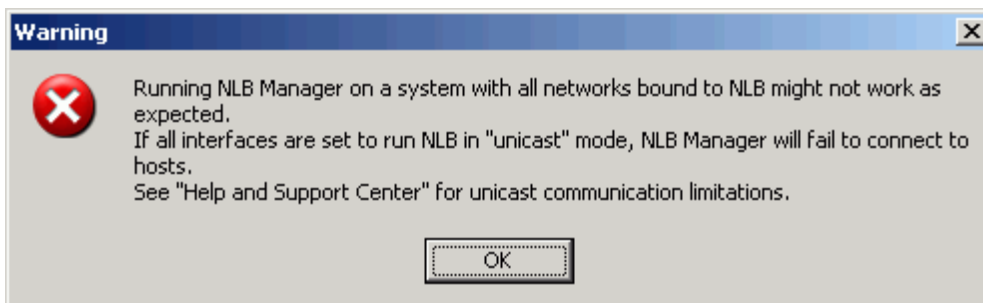 Warning
Running NLB Manager on a system with all networks bound to NLB might not work as
expected.
If all interfaces are set to run NLB in "unicast" mode, NLB Manager will fail to connect to
hosts.
See "Help and Support Center" for unicast communication limitations.
OK